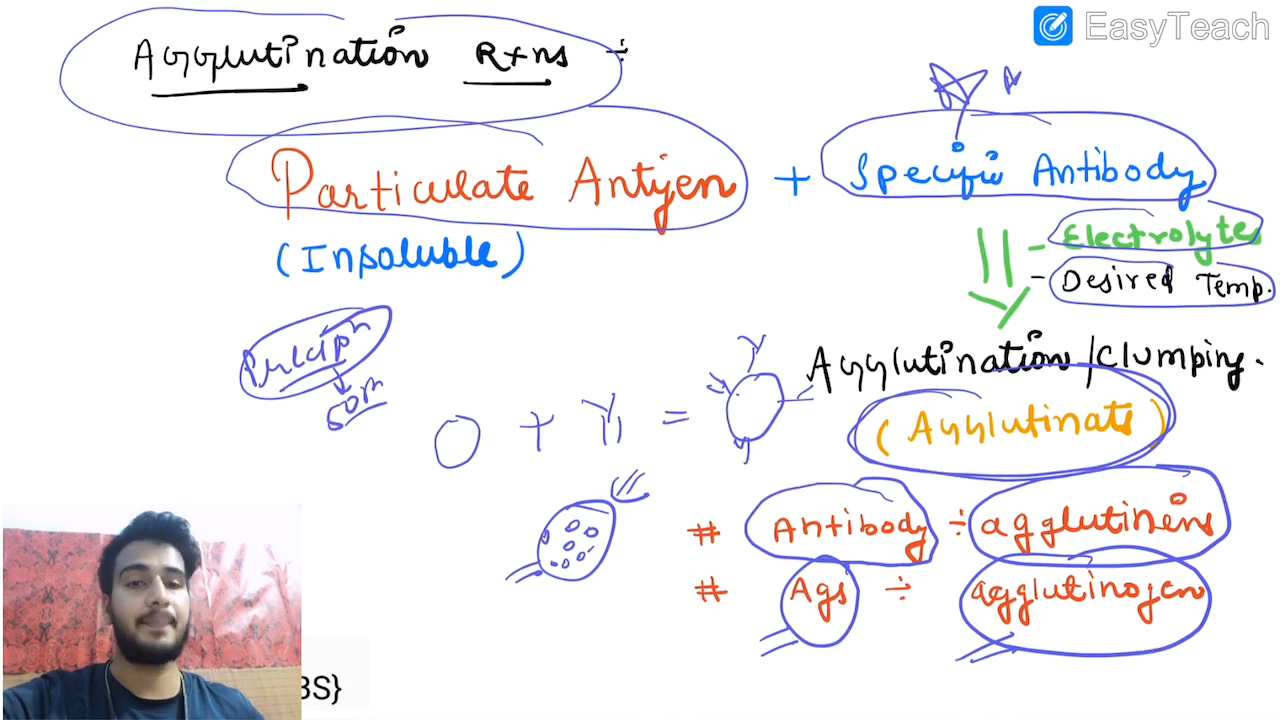 EasyTeach
Agglutination Rxns ÷
Particulate Antigen + Specific Antibody
(Insoluble)
- Electrolytes
- Desired Temp.
Agglutination / Clumping.
(Agglutinate)
O + Y =
# Antibody ÷ agglutinins
# Ags ÷ agglutinogen
BS}